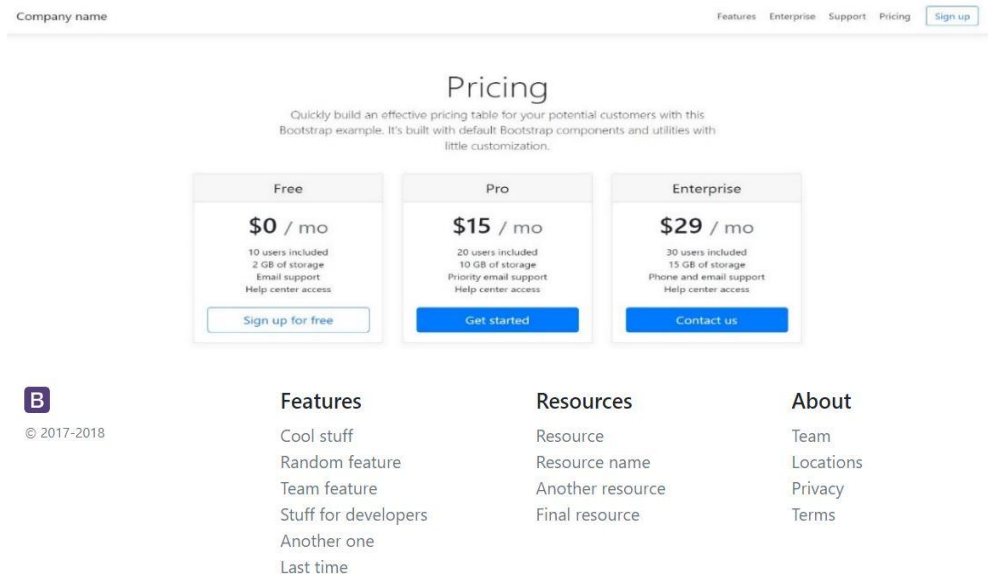 Company name
Features Enterprise Support Pricing Sign up
Pricing
Quickly build an effective pricing table for your potential customers with this
Bootstrap example. It's built with default Bootstrap components and utilities with
little customization.
Free
$0 / mo
10 users included
2 GB of storage
Email support
Help center access
Sign up for free
Pro
$15 / mo
20 users included
10 GB of storage
Priority email support
Help center access
Get started
Enterprise
$29 / mo
30 users included
15 GB of storage
Phone and email support
Help center access
Contact us
B
© 2017-2018
Features
Cool stuff
Random feature
Team feature
Stuff for developers
Another one
Last time
Resources
Resource
Resource name
Another resource
Final resource
About
Team
Locations
Privacy
Terms